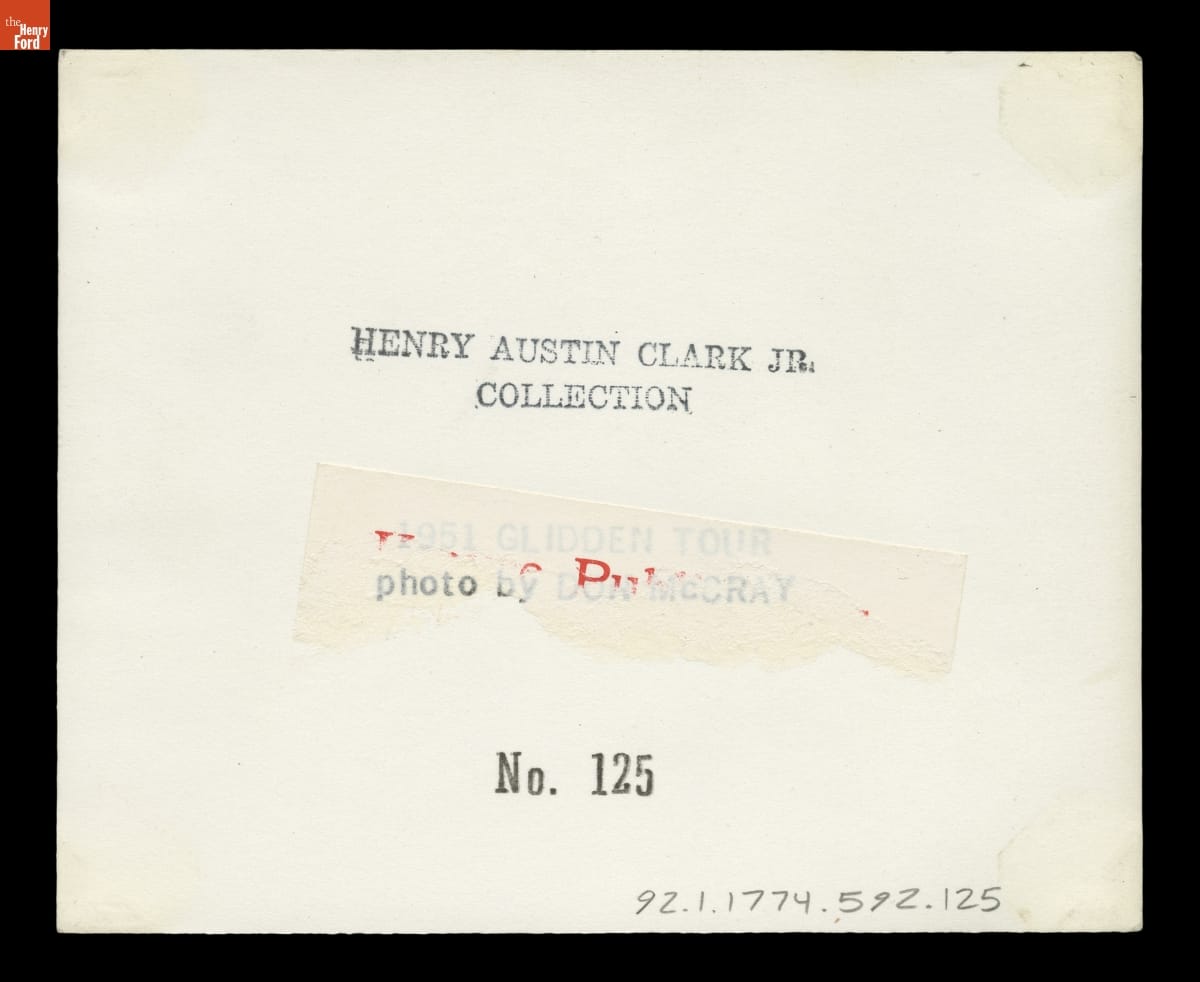 the
Henry
Ford
HENRY AUSTIN CLARK JR.
COLLECTION
1951 GLIDDEN TOUR
photo by DON McCRAY
No. 125
92.1.1774.592.125